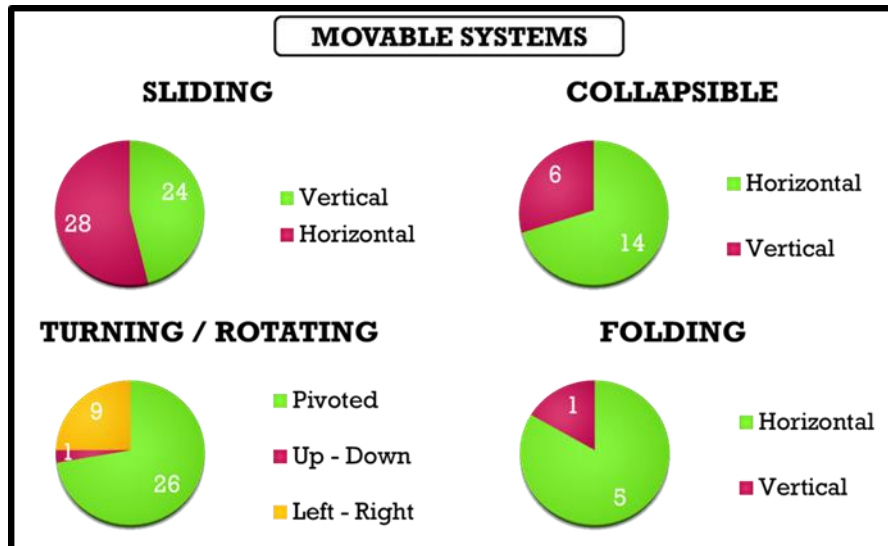 MOVABLE SYSTEMS
SLIDING
24
28
Vertical
Horizontal
COLLAPSIBLE
6
14
Horizontal
Vertical
TURNING / ROTATING
9
1
26
Pivoted
Up - Down
Left - Right
FOLDING
1
5
Horizontal
Vertical